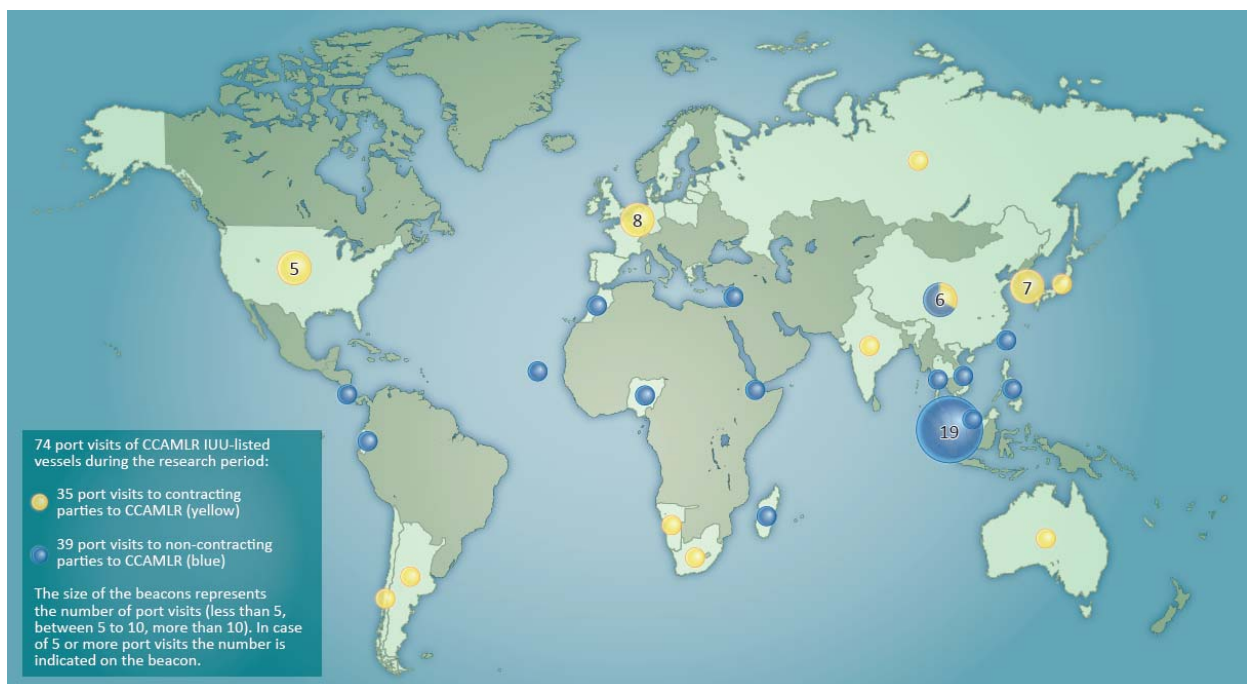 8
5
7
6
19
74 port visits of CCAMLR IUU-listed
vessels during the research period:
35 port visits to contracting
parties to CCAMLR (yellow)
39 port visits to non-contracting
parties to CCAMLR (blue)
The size of the beacons represents
the number of port visits (less than 5,
between 5 to 10, more than 10). In case
of 5 or more port visits the number is
indicated on the beacon.